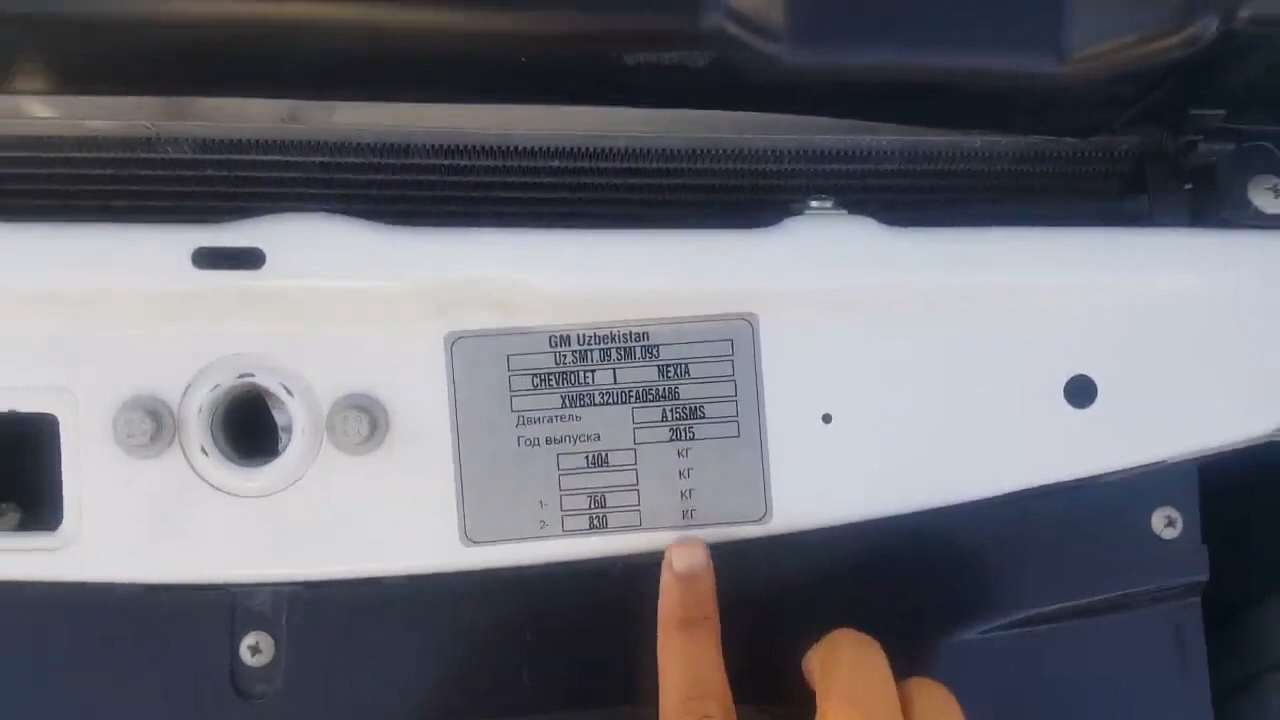 GM Uzbekistan
Uz.SMT.09.SMI.093
CHEVROLET NEXIA
XWB3L32UDFA058486
Двигатель A15SMS
Год выпуска 2015
1404 КГ
КГ
1- 760 КГ
2- 830 КГ